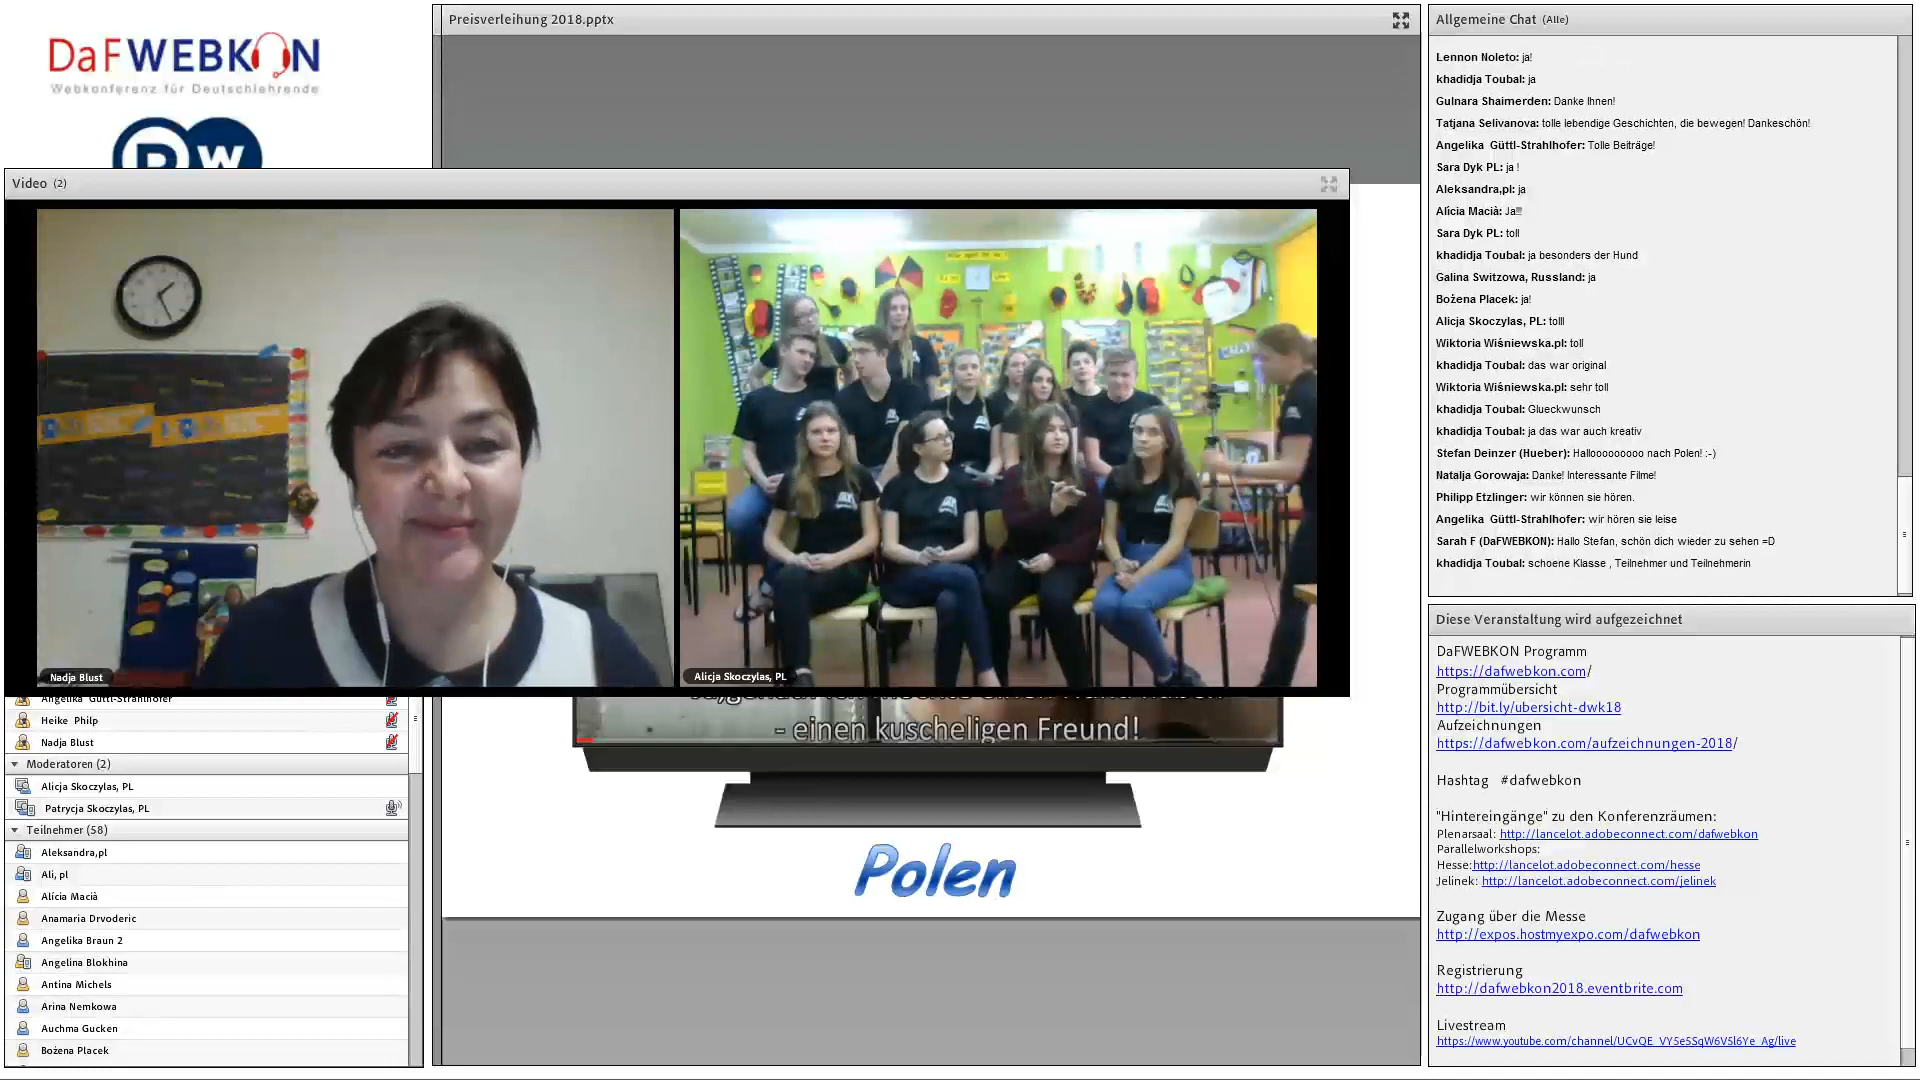 DaFWEBKON
Webkonferenz für Deutschlehrende
DW
Preisverleihung 2018.pptx
Video (2)
Nadja Blust
Alicja Skoczylas, PL
- einen kuscheligen Freund!
Polen
Angelika Güttl-Strahlhofer
Heike Philp
Nadja Blust
Moderatoren (2)
Alicja Skoczylas, PL
Patrycja Skoczylas, PL
Teilnehmer (58)
Aleksandra,pl
Ali, pl
Alícia Macià
Anamaria Drvoderic
Angelika Braun 2
Angelina Blokhina
Antina Michels
Arina Nemkowa
Auchma Gucken
Bożena Placek
Allgemeine Chat (Alle)
Lennon Noleto: ja!
khadidja Toubal: ja
Gulnara Shaimerden: Danke Ihnen!
Tatjana Selivanova: tolle lebendige Geschichten, die bewegen! Dankeschön!
Angelika Güttl-Strahlhofer: Tolle Beiträge!
Sara Dyk PL: ja !
Aleksandra,pl: ja
Alícia Macià: Ja!!!
Sara Dyk PL: toll
khadidja Toubal: ja besonders der Hund
Galina Switzowa, Russland: ja
Bożena Placek: ja!
Alicja Skoczylas, PL: tolll
Wiktoria Wiśniewska.pl: toll
khadidja Toubal: das war original
Wiktoria Wiśniewska.pl: sehr toll
khadidja Toubal: Glueckwunsch
khadidja Toubal: ja das war auch kreativ
Stefan Deinzer (Hueber): Hallooooooooo nach Polen! :-)
Natalja Gorowaja: Danke! Interessante Filme!
Philipp Etzlinger: wir können sie hören.
Angelika Güttl-Strahlhofer: wir hören sie leise
Sarah F (DaFWEBKON): Hallo Stefan, schön dich wieder zu sehen =D
khadidja Toubal: schoene Klasse , Teilnehmer und Teilnehmerin
Diese Veranstaltung wird aufgezeichnet
DaFWEBKON Programm
https://dafwebkon.com/
Programmübersicht
http://bit.ly/ubersicht-dwk18
Aufzeichnungen
https://dafwebkon.com/aufzeichnungen-2018/
Hashtag #dafwebkon
"Hintereingänge" zu den Konferenzräumen:
Plenarsaal: http://lancelot.adobeconnect.com/dafwebkon
Parallelworkshops:
Hesse:http://lancelot.adobeconnect.com/hesse
Jelinek: http://lancelot.adobeconnect.com/jelinek
Zugang über die Messe
http://expos.hostmyexpo.com/dafwebkon
Registrierung
http://dafwebkon2018.eventbrite.com
Livestream
https://www.youtube.com/channel/UCvQE_VY5e5SqW6V5l6Ye_Ag/live